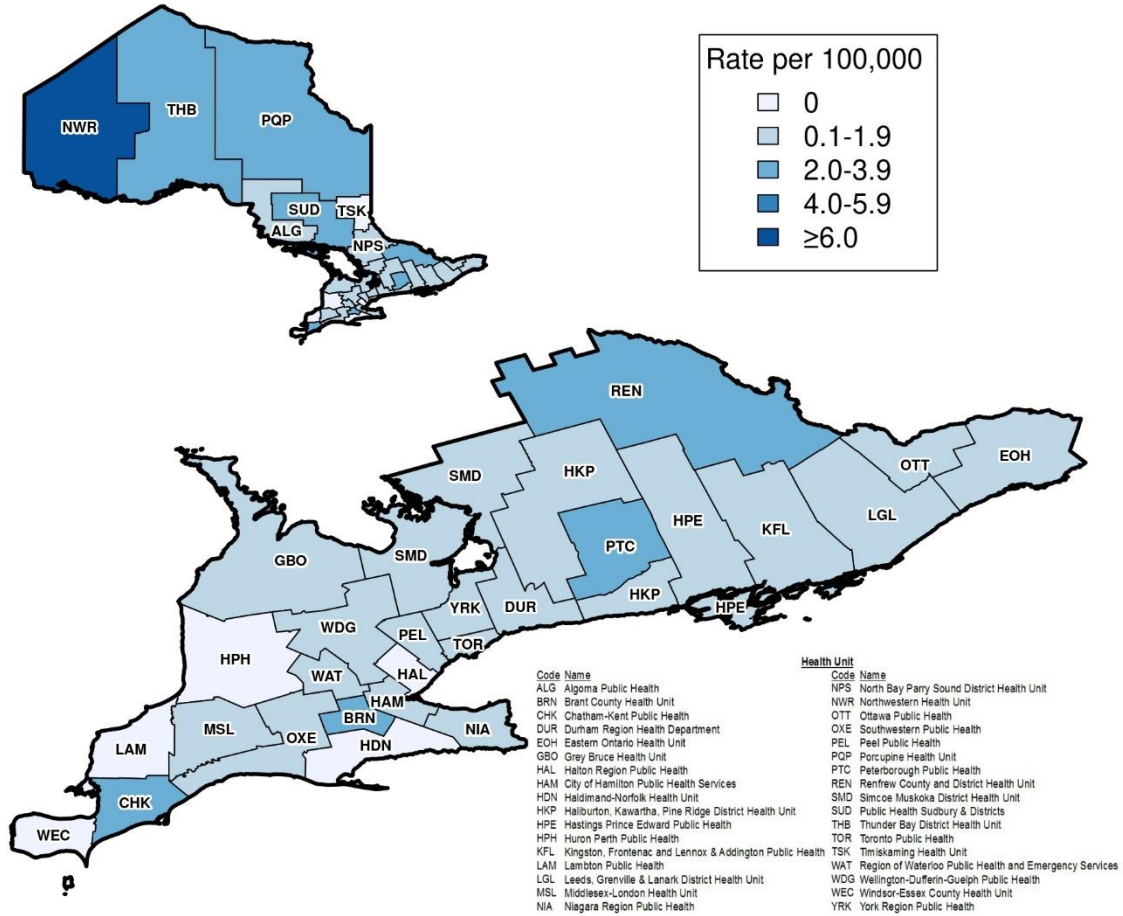 Rate per 100,000
0
0.1-1.9
2.0-3.9
4.0-5.9
≥6.0
NWR
THB
PQP
SUD
TSK
ALG
NPS
REN
SMD
HKP
OTT
EOH
HPE
KFL
LGL
GBO
SMD
PTC
YRK
DUR
HKP
HPE
WDG
PEL
TOR
HPH
WAT
HAL
HAM
MSL
BRN
NIA
OXE
LAM
HDN
CHK
WEC
Health Unit
Code Name
ALG Algoma Public Health
BRN Brant County Health Unit
CHK Chatham-Kent Public Health
DUR Durham Region Health Department
EOH Eastern Ontario Health Unit
GBO Grey Bruce Health Unit
HAL Halton Region Public Health
HAM City of Hamilton Public Health Services
HDN Haldimand-Norfolk Health Unit
HKP Haliburton, Kawartha, Pine Ridge District Health Unit
HPE Hastings Prince Edward Public Health
HPH Huron Perth Public Health
KFL Kingston, Frontenac and Lennox & Addington Public Health
LAM Lambton Public Health
LGL Leeds, Grenville & Lanark District Health Unit
MSL Middlesex-London Health Unit
NIA Niagara Region Public Health
Code Name
NPS North Bay Parry Sound District Health Unit
NWR Northwestern Health Unit
OTT Ottawa Public Health
OXE Southwestern Public Health
PEL Peel Public Health
PQP Porcupine Health Unit
PTC Peterborough Public Health
REN Renfrew County and District Health Unit
SMD Simcoe Muskoka District Health Unit
SUD Public Health Sudbury & Districts
THB Thunder Bay District Health Unit
TOR Toronto Public Health
TSK Timiskaming Health Unit
WAT Region of Waterloo Public Health and Emergency Services
WDG Wellington-Dufferin-Guelph Public Health
WEC Windsor-Essex County Health Unit
YRK York Region Public Health